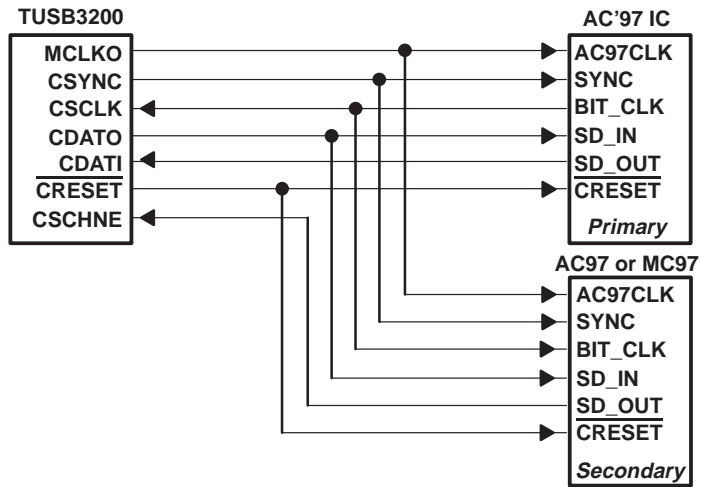 TUSB3200
MCLKO
CSYNC
CSCLK
CDATO
CDATI
CRESET
CSCHNE
AC'97 IC
AC97CLK
SYNC
BIT_CLK
SD_IN
SD_OUT
CRESET
Primary
AC97 or MC97
AC97CLK
SYNC
BIT_CLK
SD_IN
SD_OUT
CRESET
Secondary